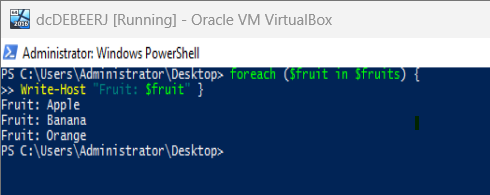 dcDEBEERJ [Running] - Oracle VM VirtualBox
Administrator: Windows PowerShell
PS C:\Users\Administrator\Desktop> foreach ($fruit in $fruits) {
>> Write-Host "Fruit: $fruit" }
Fruit: Apple
Fruit: Banana
Fruit: Orange
PS C:\Users\Administrator\Desktop>